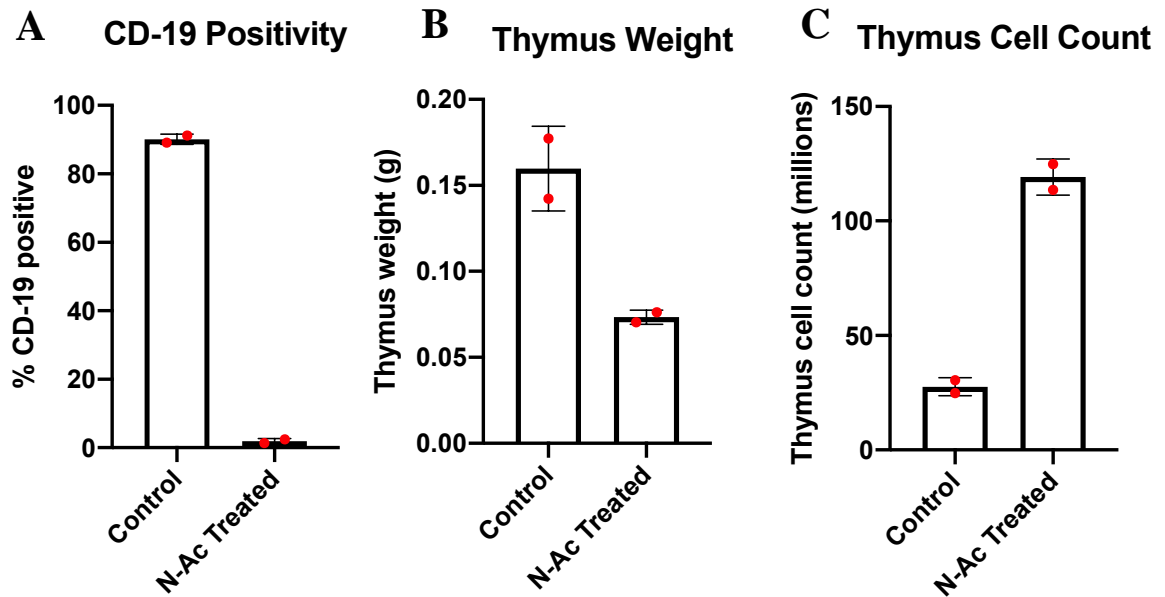 A CD-19 Positivity
% CD-19 positive
100
80
60
40
20
0
Control
N-Ac Treated
B Thymus Weight
Thymus weight (g)
0.20
0.15
0.10
0.05
0.00
Control
N-Ac Treated
C Thymus Cell Count
Thymus cell count (millions)
150
100
50
0
Control
N-Ac Treated